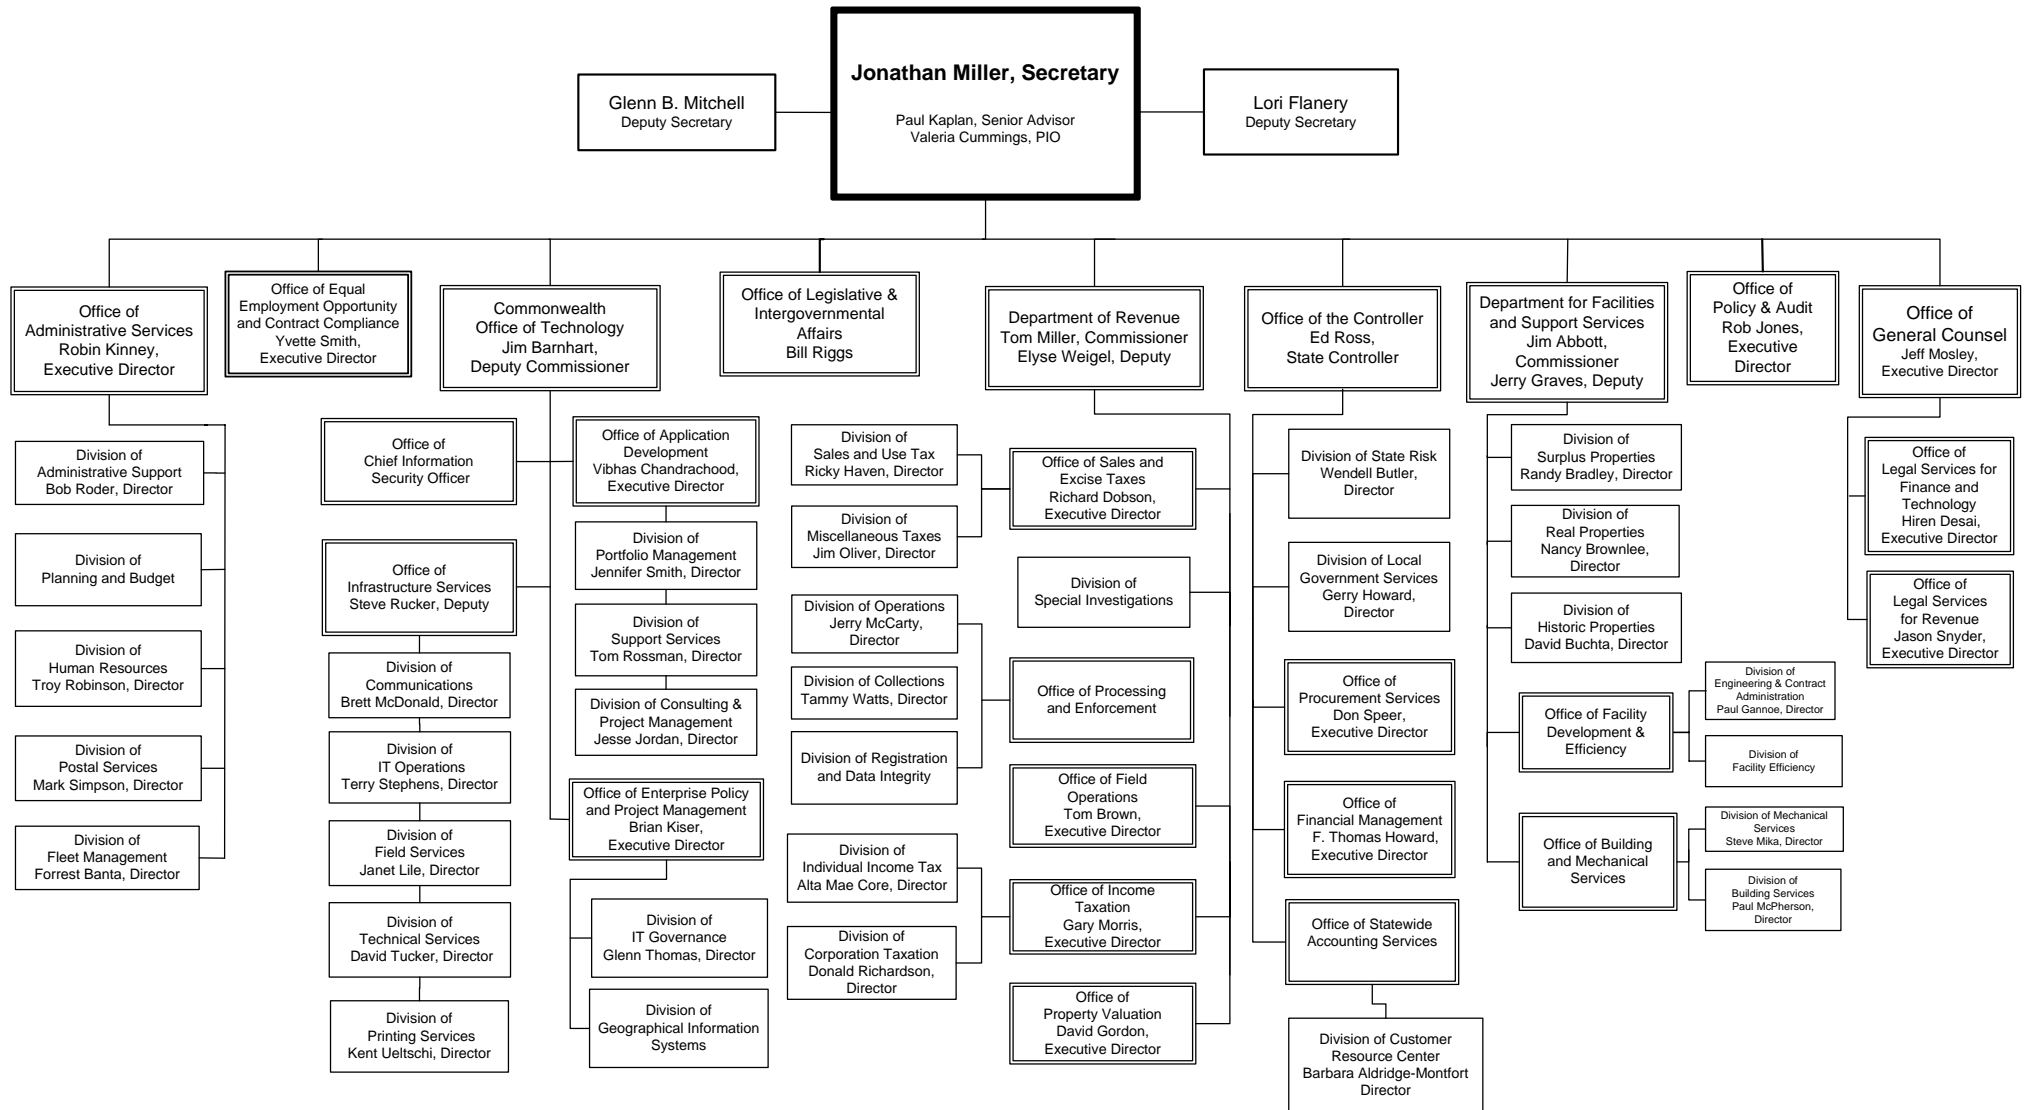 Jonathan Miller, Secretary
Paul Kaplan, Senior Advisor
Valeria Cummings, PIO
Glenn B. Mitchell
Deputy Secretary
Lori Flanery
Deputy Secretary
Office of
Administrative Services
Robin Kinney,
Executive Director
Office of Equal
Employment Opportunity
and Contract Compliance
Yvette Smith,
Executive Director
Commonwealth
Office of Technology
Jim Barnhart,
Deputy Commissioner
Office of Legislative &
Intergovernmental
Affairs
Bill Riggs
Department of Revenue
Tom Miller, Commissioner
Elyse Weigel, Deputy
Office of the Controller
Ed Ross,
State Controller
Department for Facilities
and Support Services
Jim Abbott,
Commissioner
Jerry Graves, Deputy
Office of
Policy & Audit
Rob Jones,
Executive
Director
Office of
General Counsel
Jeff Mosley,
Executive Director
Division of
Administrative Support
Bob Roder, Director
Division of
Planning and Budget
Division of
Human Resources
Troy Robinson, Director
Division of
Postal Services
Mark Simpson, Director
Division of
Fleet Management
Forrest Banta, Director
Office of
Chief Information
Security Officer
Office of
Infrastructure Services
Steve Rucker, Deputy
Division of
Communications
Brett McDonald, Director
Division of
IT Operations
Terry Stephens, Director
Division of
Field Services
Janet Lile, Director
Division of
Technical Services
David Tucker, Director
Division of
Printing Services
Kent Ueltschi, Director
Office of Application
Development
Vibhas Chandrachood,
Executive Director
Division of
Portfolio Management
Jennifer Smith, Director
Division of
Support Services
Tom Rossman, Director
Division of Consulting &
Project Management
Jesse Jordan, Director
Office of Enterprise Policy
and Project Management
Brian Kiser,
Executive Director
Division of
IT Governance
Glenn Thomas, Director
Division of
Geographical Information
Systems
Division of
Sales and Use Tax
Ricky Haven, Director
Division of
Miscellaneous Taxes
Jim Oliver, Director
Division of Operations
Jerry McCarty,
Director
Division of Collections
Tammy Watts, Director
Division of Registration
and Data Integrity
Division of
Individual Income Tax
Alta Mae Core, Director
Division of
Corporation Taxation
Donald Richardson,
Director
Office of Sales and
Excise Taxes
Richard Dobson,
Executive Director
Division of
Special Investigations
Office of Processing
and Enforcement
Office of Field
Operations
Tom Brown,
Executive Director
Office of Income
Taxation
Gary Morris,
Executive Director
Office of
Property Valuation
David Gordon,
Executive Director
Division of State Risk
Wendell Butler,
Director
Division of Local
Government Services
Gerry Howard,
Director
Office of
Procurement Services
Don Speer,
Executive Director
Office of
Financial Management
F. Thomas Howard,
Executive Director
Office of Statewide
Accounting Services
Division of Customer
Resource Center
Barbara Aldridge-Montfort
Director
Division of
Surplus Properties
Randy Bradley, Director
Division of
Real Properties
Nancy Brownlee,
Director
Division of
Historic Properties
David Buchta, Director
Office of Facility
Development &
Efficiency
Office of Building
and Mechanical
Services
Division of
Engineering & Contract
Administration
Paul Gannoe, Director
Division of
Facility Efficiency
Division of Mechanical
Services
Steve Mika, Director
Division of
Building Services
Paul McPherson,
Director
Office of
Legal Services for
Finance and
Technology
Hiren Desai,
Executive Director
Office of
Legal Services
for Revenue
Jason Snyder,
Executive Director